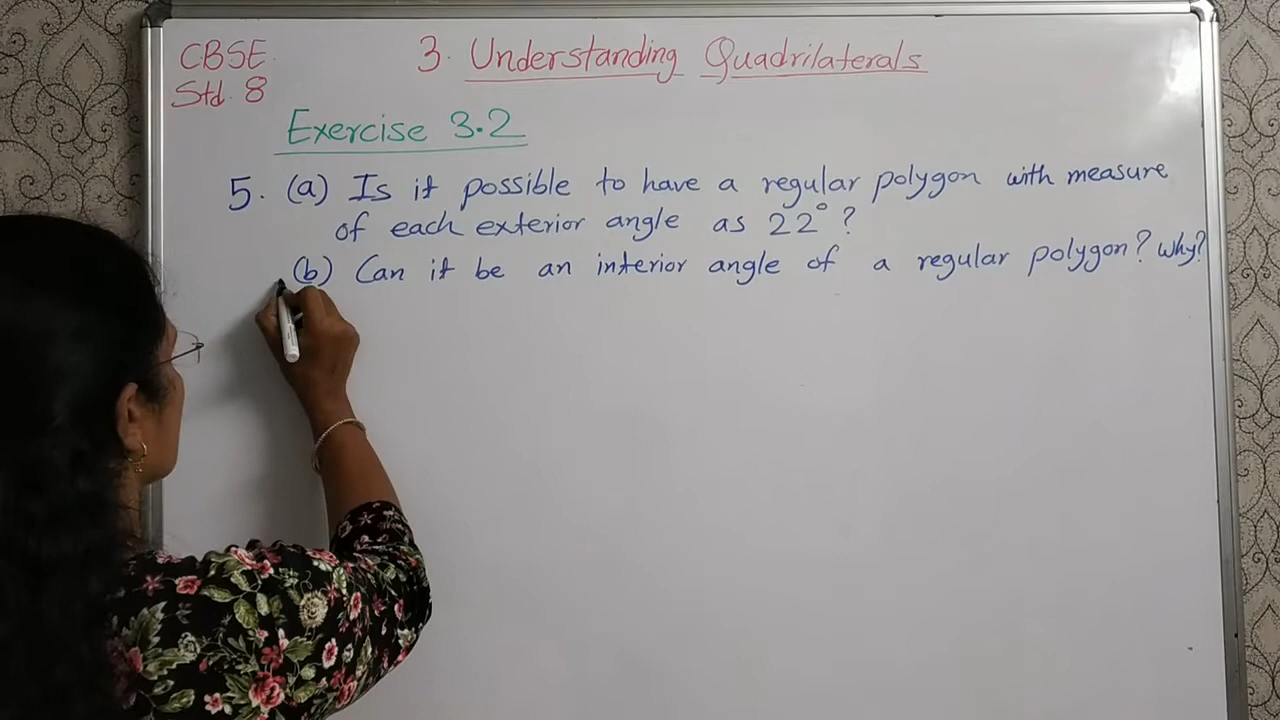 CBSE
Std. 8
3. Understanding Quadrilaterals
Exercise 3.2
5. (a) Is it possible to have a regular polygon with measure
of each exterior angle as 22° ?
(b) Can it be an interior angle of a regular polygon? Why?